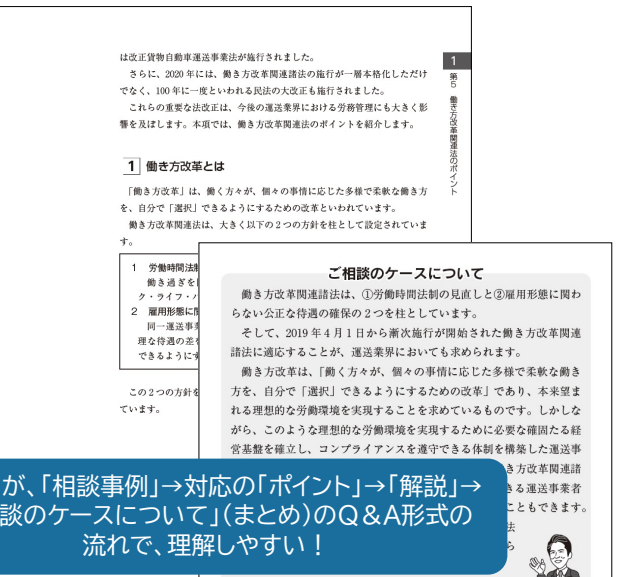 は改正貨物自動車運送事業法が施行されました。
さらに、2020年には、働き方改革関連諸法の施行が一層本格化しただけ
でなく、100年に一度といわれる民法の大改正も施行されました。
これらの重要な法改正は、今後の運送業界における労務管理にも大きく影
響を及ぼします。本項では、働き方改革関連法のポイントを紹介します。
1 働き方改革とは
「働き方改革」は、働く方々が、個々の事情に応じた多様で柔軟な働き方
を、自分で「選択」できるようにするための改革といわれています。
働き方改革関連法は、大きく以下の2つの方針を柱として設定されていま
す。
1 労働時間法制
働き過ぎを
ク・ライフ・バ
2 雇用形態に関
同一運送事業
理な待遇の差を
できるようにす
この2つの方針を
ています。
1
第5 働き方改革関連法のポイント
ご相談のケースについて
働き方改革関連諸法は、①労働時間法制の見直しと②雇用形態に関わ
らない公正な待遇の確保の2つを柱としています。
そして、2019年4月1日から漸次施行が開始された働き方改革関連
諸法に適応することが、運送業界においても求められます。
働き方改革は、「働く方々が、個々の事情に応じた多様で柔軟な働き
方を、自分で「選択」できるようにするための改革」であり、本来望ま
れる理想的な労働環境を実現することを求めているものです。しかしな
がら、このような理想的な労働環境を実現するために必要な確固たる経
営基盤を確立し、コンプライアンスを遵守できる体制を構築した運送事
き方改革関連諸
きる運送事業者
こともできます。
法
ら
が、「相談事例」→対応の「ポイント」→「解説」→
談のケースについて」(まとめ)のQ&A形式の
流れで、理解しやすい！